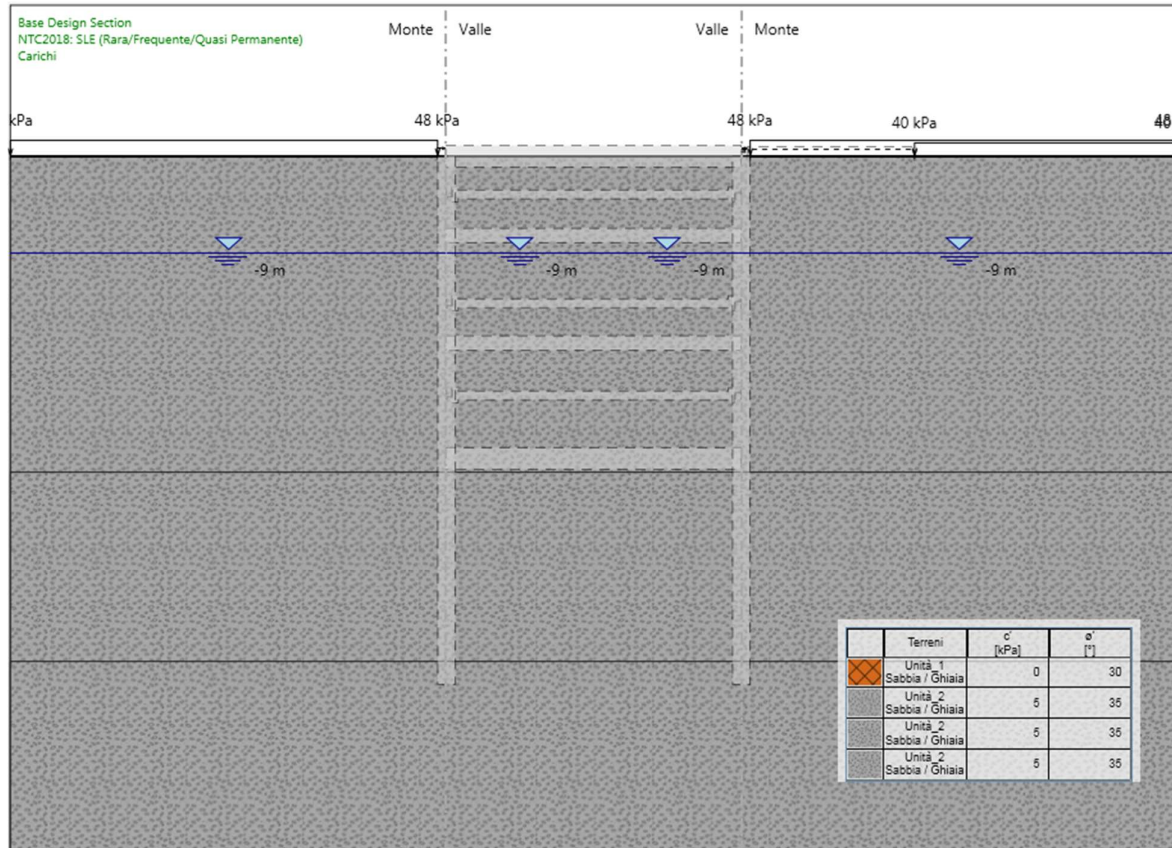 Base Design Section
NTC2018: SLE (Rara/Frequente/Quasi Permanente)
Carichi
Monte Valle Valle Monte
kPa 48 kPa 48 kPa 40 kPa
-9 m -9 m -9 m -9 m
Terreni c' [kPa] ø' [°]
Unità_1 Sabbia / Ghiaia 0 30
Unità_2 Sabbia / Ghiaia 5 35
Unità_2 Sabbia / Ghiaia 5 35
Unità_2 Sabbia / Ghiaia 5 35